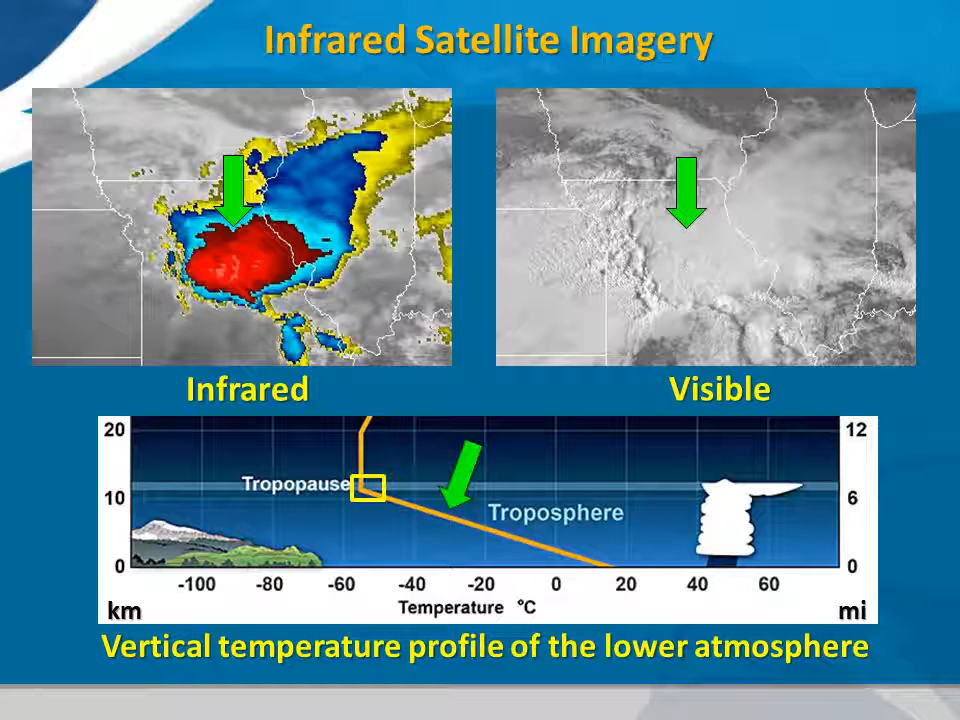 Infrared Satellite Imagery
Infrared
Visible
20
12
Tropopause
10
6
Troposphere
0
0
-100 -80 -60 -40 -20 0 20 40 60
km
Temperature °C
mi
Vertical temperature profile of the lower atmosphere